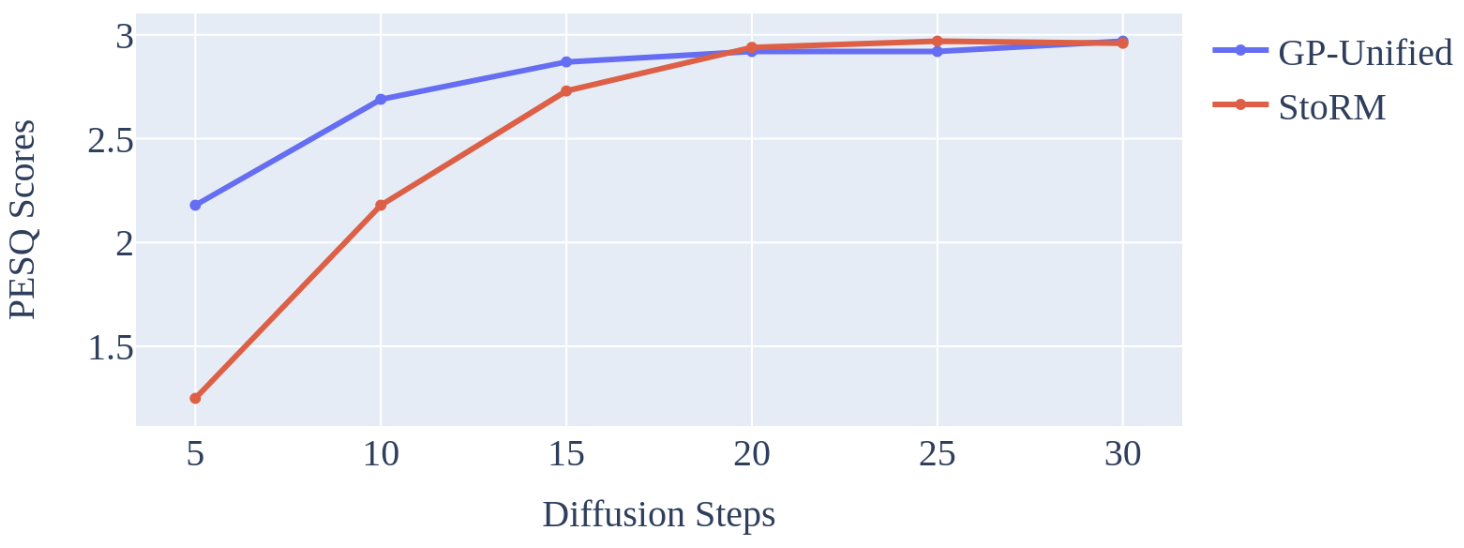 PESQ Scores
3
2.5
2
1.5
5 10 15 20 25 30
Diffusion Steps
GP-Unified
StoRM